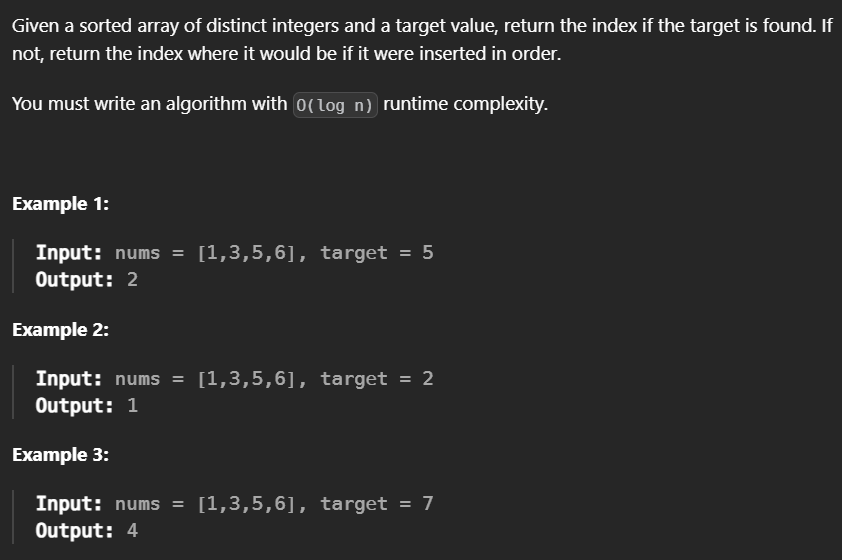 Given a sorted array of distinct integers and a target value, return the index if the target is found. If
not, return the index where it would be if it were inserted in order.
You must write an algorithm with O(log n) runtime complexity.
Example 1:
Input: nums = [1,3,5,6], target = 5
Output: 2
Example 2:
Input: nums = [1,3,5,6], target = 2
Output: 1
Example 3:
Input: nums = [1,3,5,6], target = 7
Output: 4